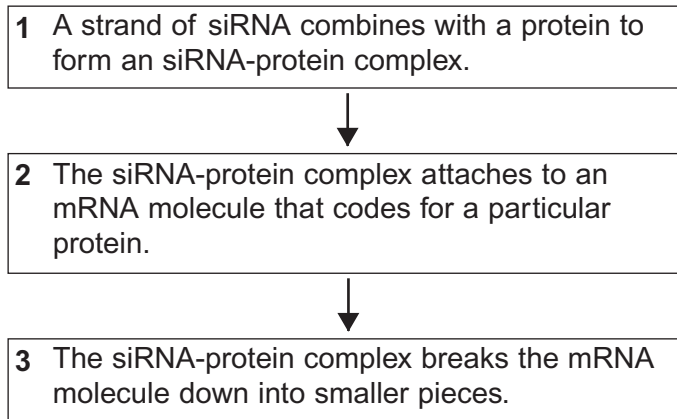 1 A strand of siRNA combines with a protein to
form an siRNA-protein complex.
2 The siRNA-protein complex attaches to an
mRNA molecule that codes for a particular
protein.
3 The siRNA-protein complex breaks the mRNA
molecule down into smaller pieces.